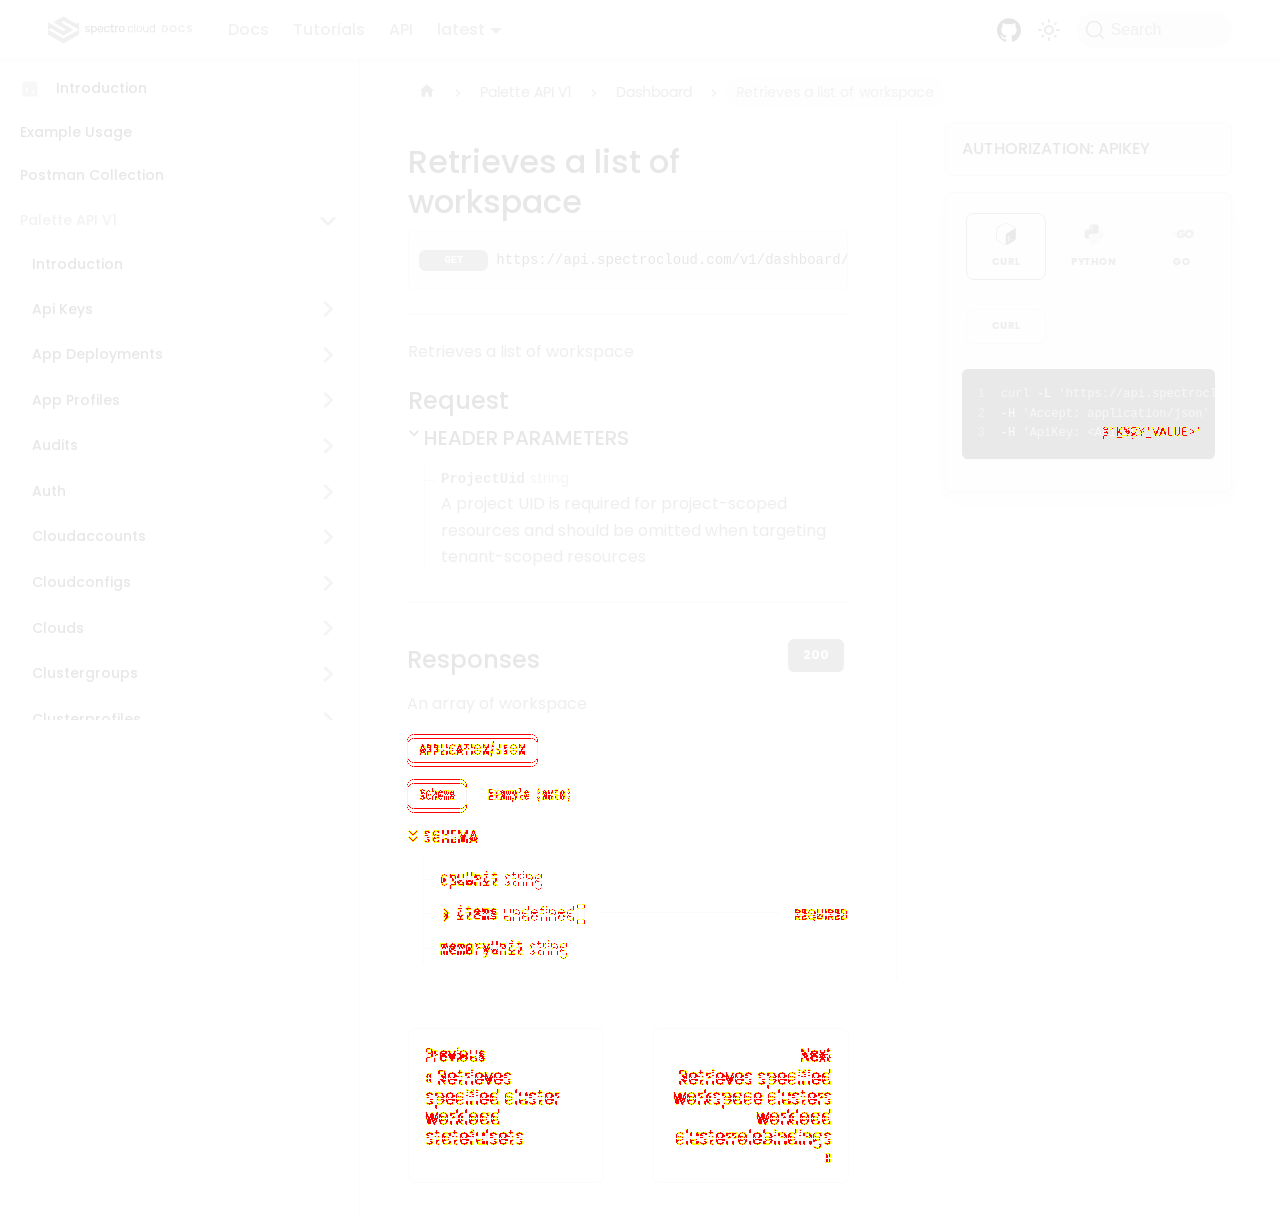 spectro cloud DOCS
Docs
Tutorials
API
latest
Search
Introduction
Example Usage
Postman Collection
Palette API V1
Introduction
Api Keys
App Deployments
App Profiles
Audits
Auth
Cloudaccounts
Cloudconfigs
Clouds
Clustergroups
Clusterprofiles
Palette API V1
Dashboard
Retrieves a list of workspace
Retrieves a list of
workspace
GET https://api.spectrocloud.com/v1/dashboard/
Retrieves a list of workspace
Request
HEADER PARAMETERS
ProjectUid string
A project UID is required for project-scoped
resources and should be omitted when targeting
tenant-scoped resources
Responses
200
An array of workspace
APPLICATION/JSON
Schema
Example (auto)
SCHEMA
cpuUnit string
items undefined[] REQUIRED
memoryUnit string
Previous
« Retrieves
specified cluster
workload
statefulsets
Next
Retrieves specified
workspace clusters
workload
clusterrolebindings
»
AUTHORIZATION: APIKEY
CURL
PYTHON
GO
GO
CURL
1 curl -L 'https://api.spectrocl
2 -H 'Accept: application/json'
3 -H 'ApiKey: